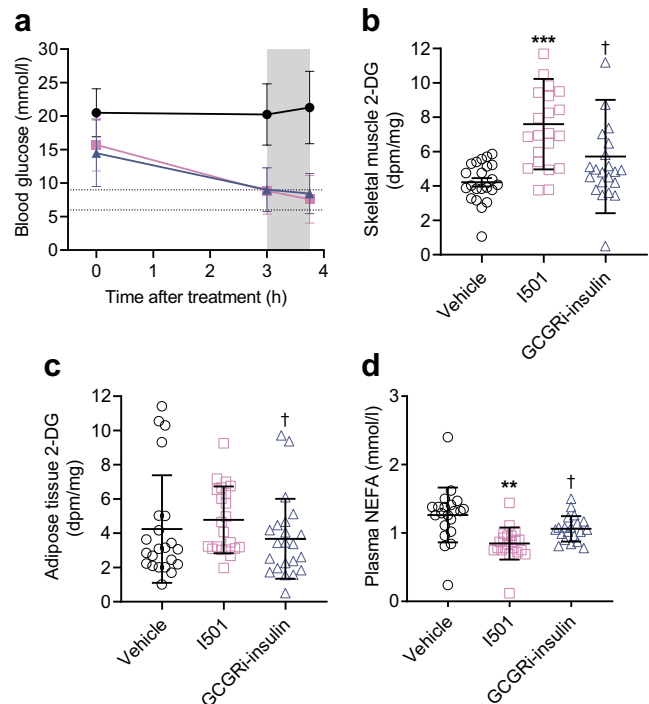 a
Blood glucose (mmol/l)
30
25
20
15
10
5
0
0
1
2
3
4
Time after treatment (h)
b
Skeletal muscle 2-DG
(dpm/mg)
12
10
8
6
4
2
0
***
†
Vehicle
I501
GCGRi-insulin
c
Adipose tissue 2-DG
(dpm/mg)
12
10
8
6
4
2
0
†
Vehicle
I501
GCGRi-insulin
d
Plasma NEFA (mmol/l)
3
2
1
0
**
†
Vehicle
I501
GCGRi-insulin